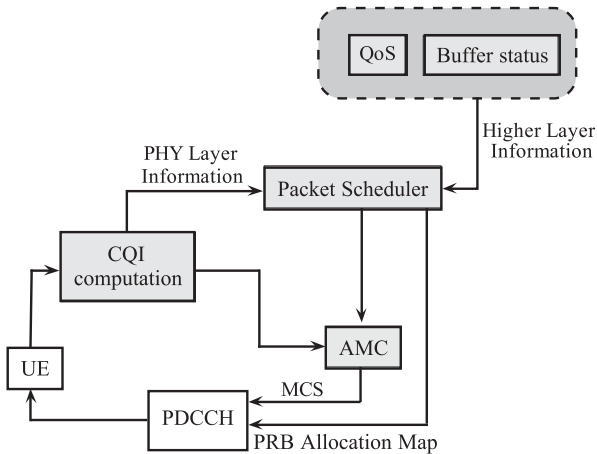 QoS
Buffer status
Higher Layer
Information
PHY Layer
Information
Packet Scheduler
CQI
computation
AMC
UE
MCS
PDCCH
PRB Allocation Map